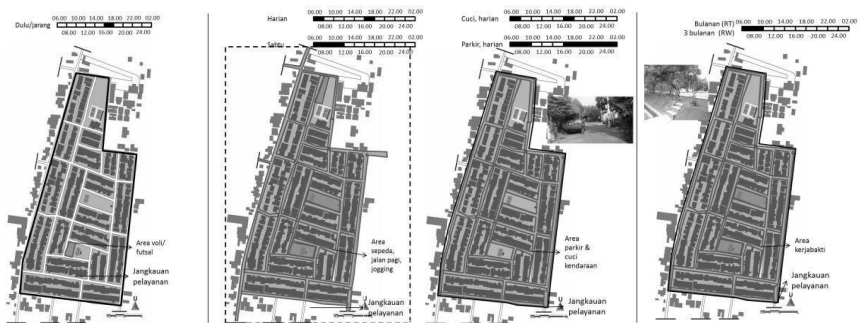 Dulu/jarang
06.00 10.00 14.00 18.00 22.00 02.00
08.00 12.00 16.00 20.00 24.00
Area voli/
futsal
Jangkauan
pelayanan
U
Harian
06.00 10.00 14.00 18.00 22.00 02.00
08.00 12.00 16.00 20.00 24.00
Sabtu
06.00 10.00 14.00 18.00 22.00 02.00
08.00 12.00 16.00 20.00 24.00
Area
sepeda,
jalan pagi,
jogging
Jangkauan
pelayanan
Cuci, harian
06.00 10.00 14.00 18.00 22.00 02.00
08.00 12.00 16.00 20.00 24.00
Parkir, harian
06.00 10.00 14.00 18.00 22.00 02.00
08.00 12.00 16.00 20.00 24.00
Area
parkir &
cuci
kendaraan
U
Jangkauan
pelayanan
Bulanan (RT)
3 bulanan (RW)
06.00 10.00 14.00 18.00 22.00 02.00
08.00 12.00 16.00 20.00 24.00
Area
kerjabakti
Jangkauan
pelayanan
U